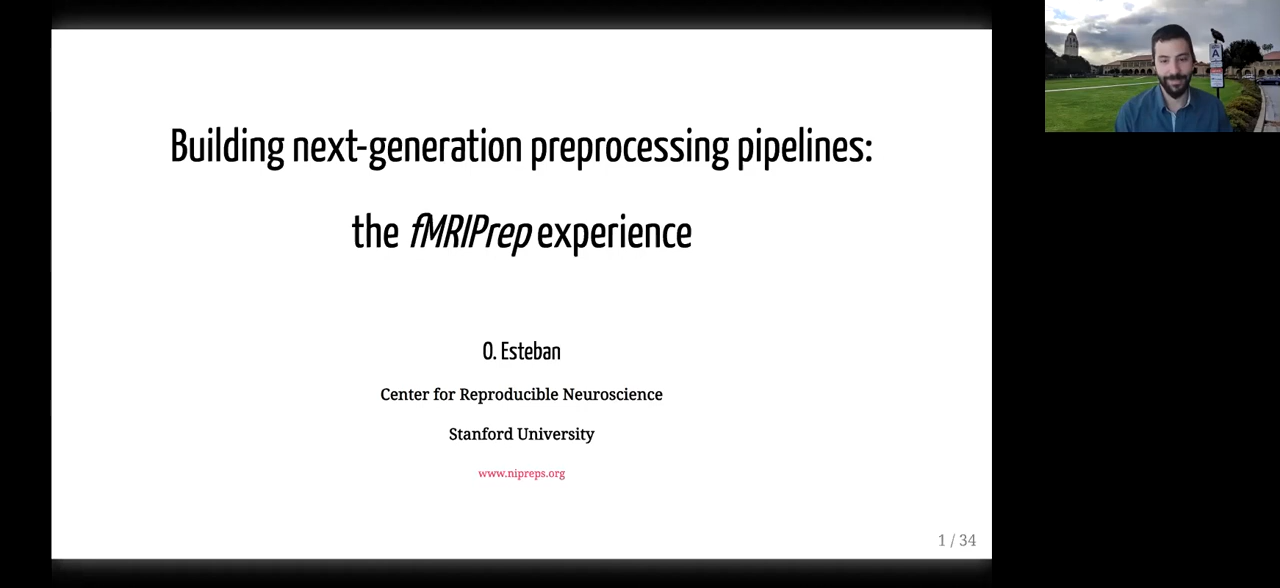 Building next-generation preprocessing pipelines:
the fMRIPrep experience
O. Esteban
Center for Reproducible Neuroscience
Stanford University
www.nipreps.org
1 / 34
A